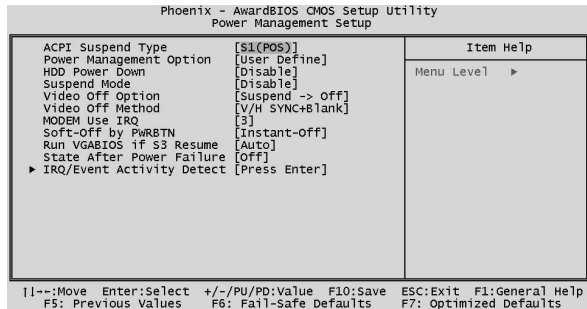 Phoenix - AwardBIOS CMOS Setup Utility
Power Management Setup
ACPI Suspend Type [S1(POS)]
Power Management Option [User Define]
HDD Power Down [Disable]
Suspend Mode [Disable]
Video Off Option [Suspend -> Off]
Video Off Method [V/H SYNC+Blank]
MODEM Use IRQ [3]
Soft-Off by PWRBTN [Instant-Off]
Run VGABIOS if S3 Resume [Auto]
State After Power Failure [Off]
▶ IRQ/Event Activity Detect [Press Enter]
Item Help
Menu Level ▶
↑↓→←:Move Enter:Select +/-/PU/PD:Value F10:Save ESC:Exit F1:General Help
F5: Previous Values F6: Fail-Safe Defaults F7: Optimized Defaults